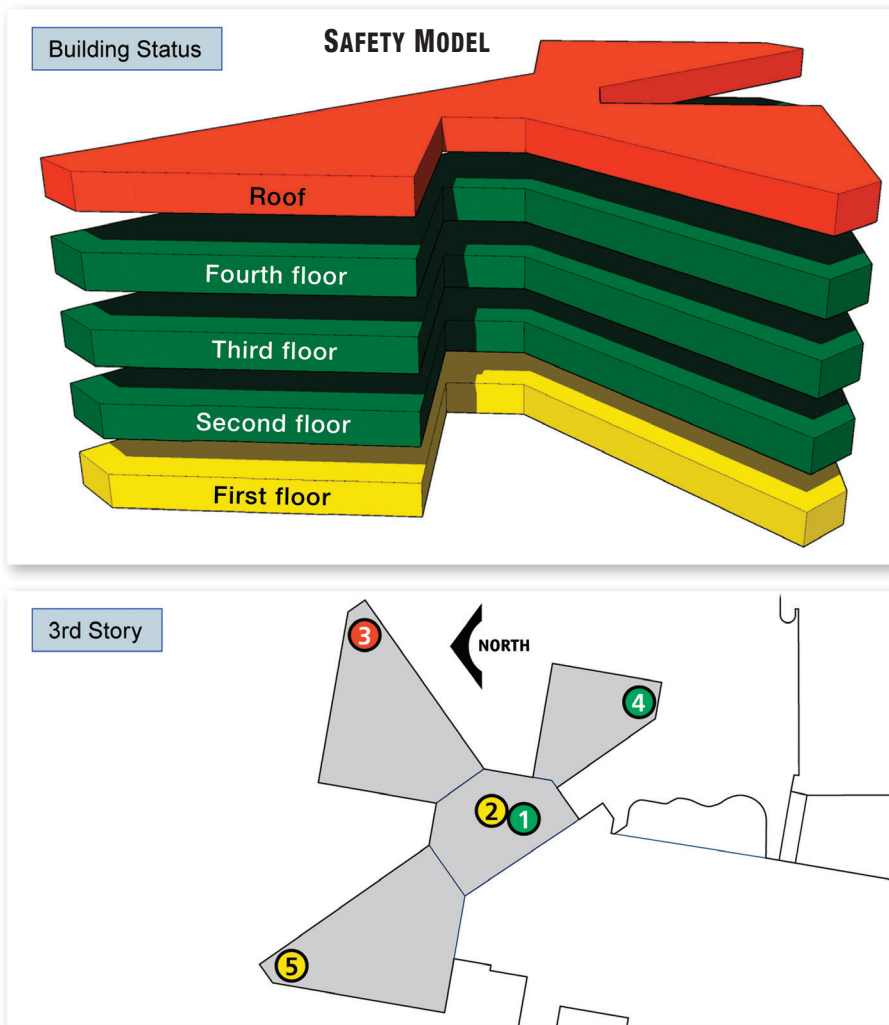 Building Status
SAFETY MODEL
Roof
Fourth floor
Third floor
Second floor
First floor
3rd Story
3
NORTH
4
2
1
5